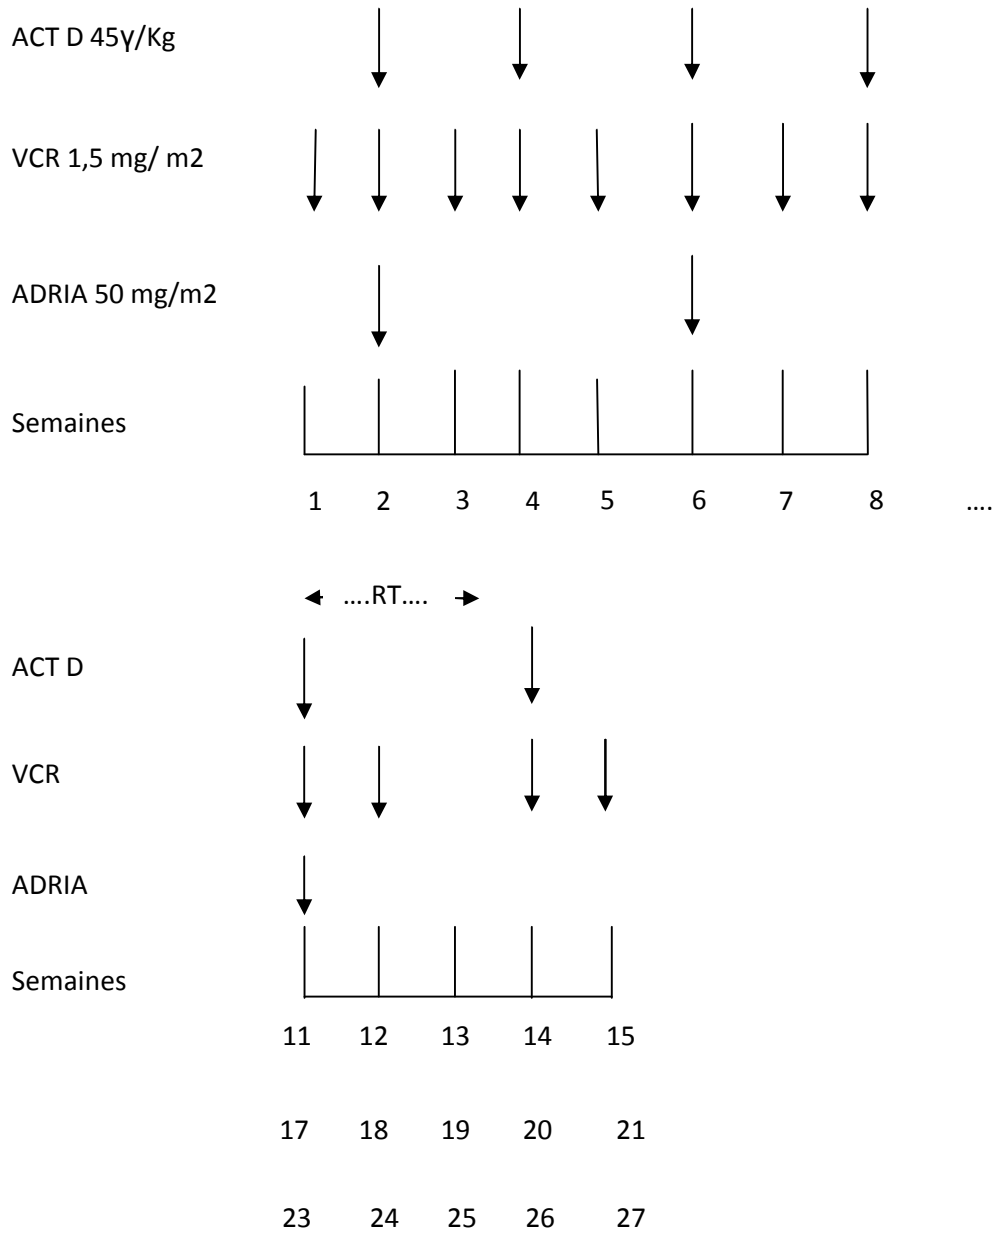 ACT D 45γ/Kg
VCR 1,5 mg/ m2
ADRIA 50 mg/m2
Semaines
1 2 3 4 5 6 7 8 ....
....RT....
ACT D
VCR
ADRIA
Semaines
11 12 13 14 15
17 18 19 20 21
23 24 25 26 27